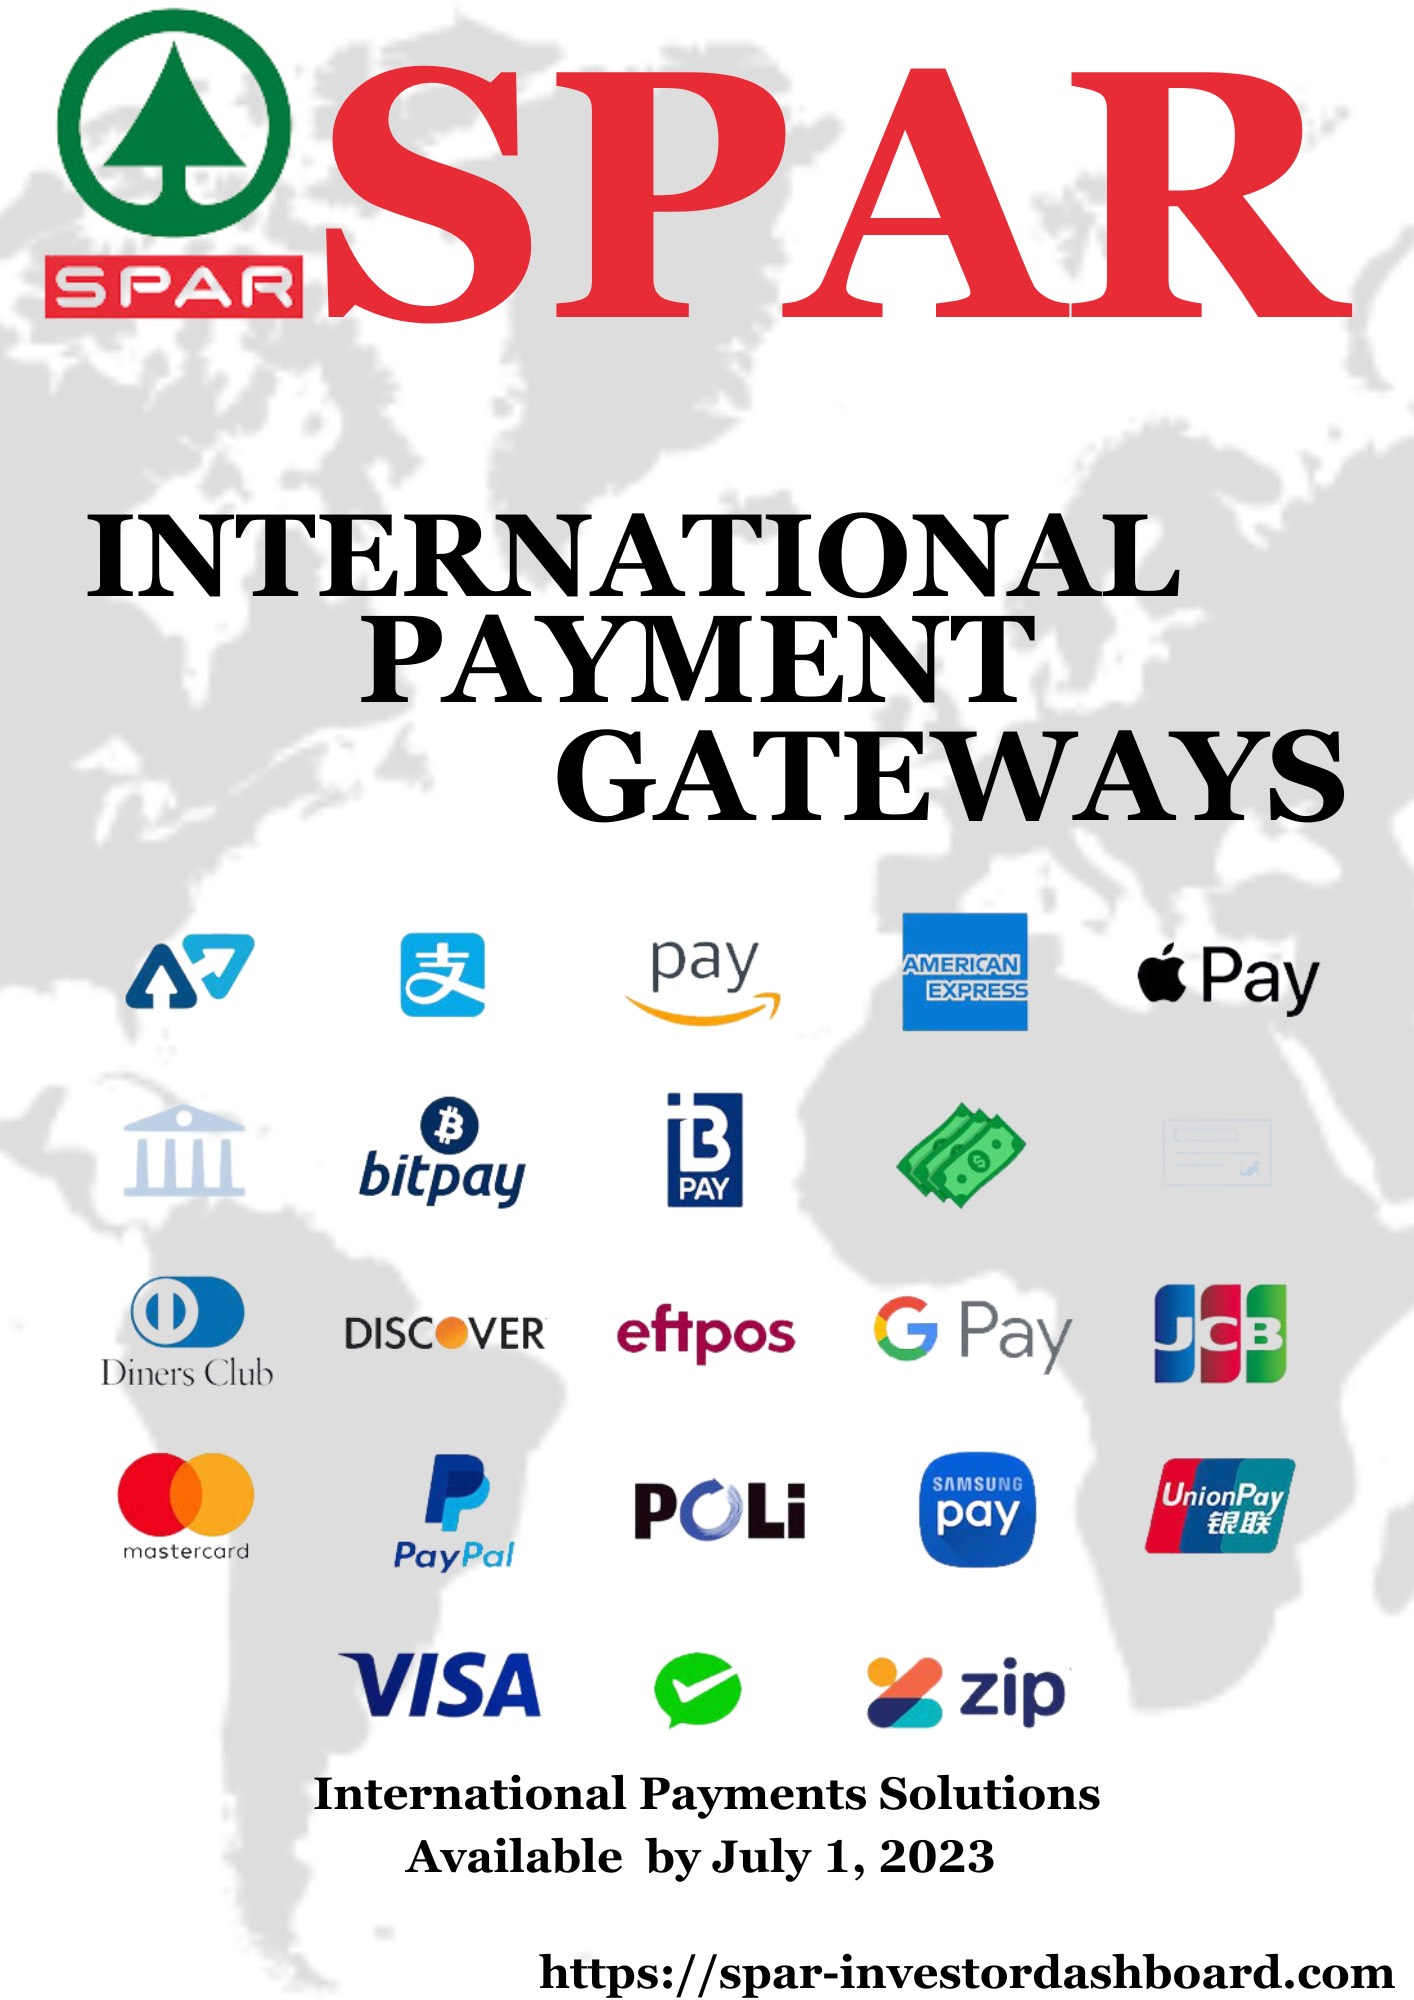 SPAR
SPAR
INTERNATIONAL
PAYMENT
GATEWAYS
pay
AMERICAN
EXPRESS
Pay
支
bitpay
B
PAY
Diners Club
DISCOVER
eftpos
G Pay
JCB
mastercard
PayPal
POLi
SAMSUNG
pay
UnionPay
银联
VISA
zip
International Payments Solutions
Available by July 1, 2023
https://spar-investordashboard.com